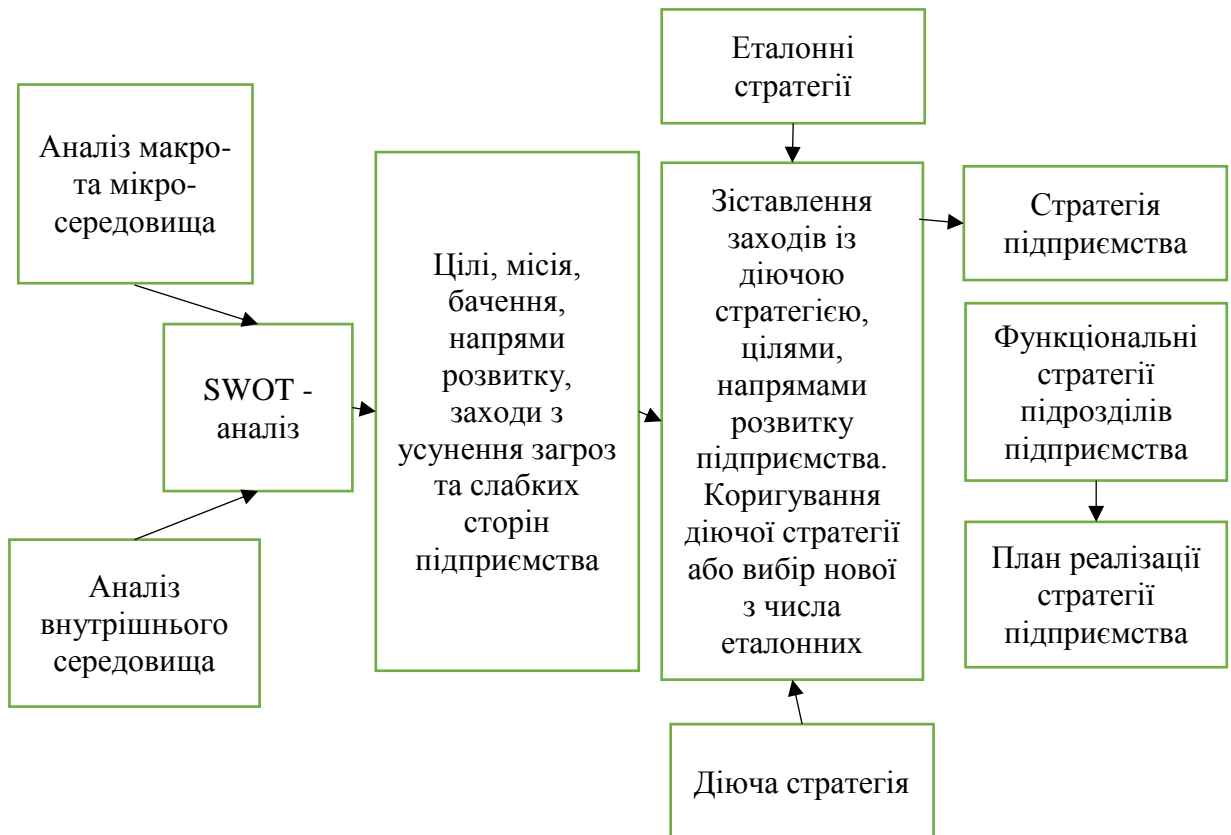 Аналіз макро-
та мікро-
середовища
SWOT -
аналіз
Аналіз
внутрішнього
середовища
Цілі, місія,
бачення,
напрями
розвитку,
заходи з
усунення загроз
та слабких
сторін
підприємства
Еталонні
стратегії
Зіставлення
заходів із
діючою
стратегією,
цілями,
напрямами
розвитку
підприємства.
Коригування
діючої стратегії
або вибір нової
з числа
еталонних
Діюча стратегія
Стратегія
підприємства
Функціональні
стратегії
підрозділів
підприємства
План реалізації
стратегії
підприємства